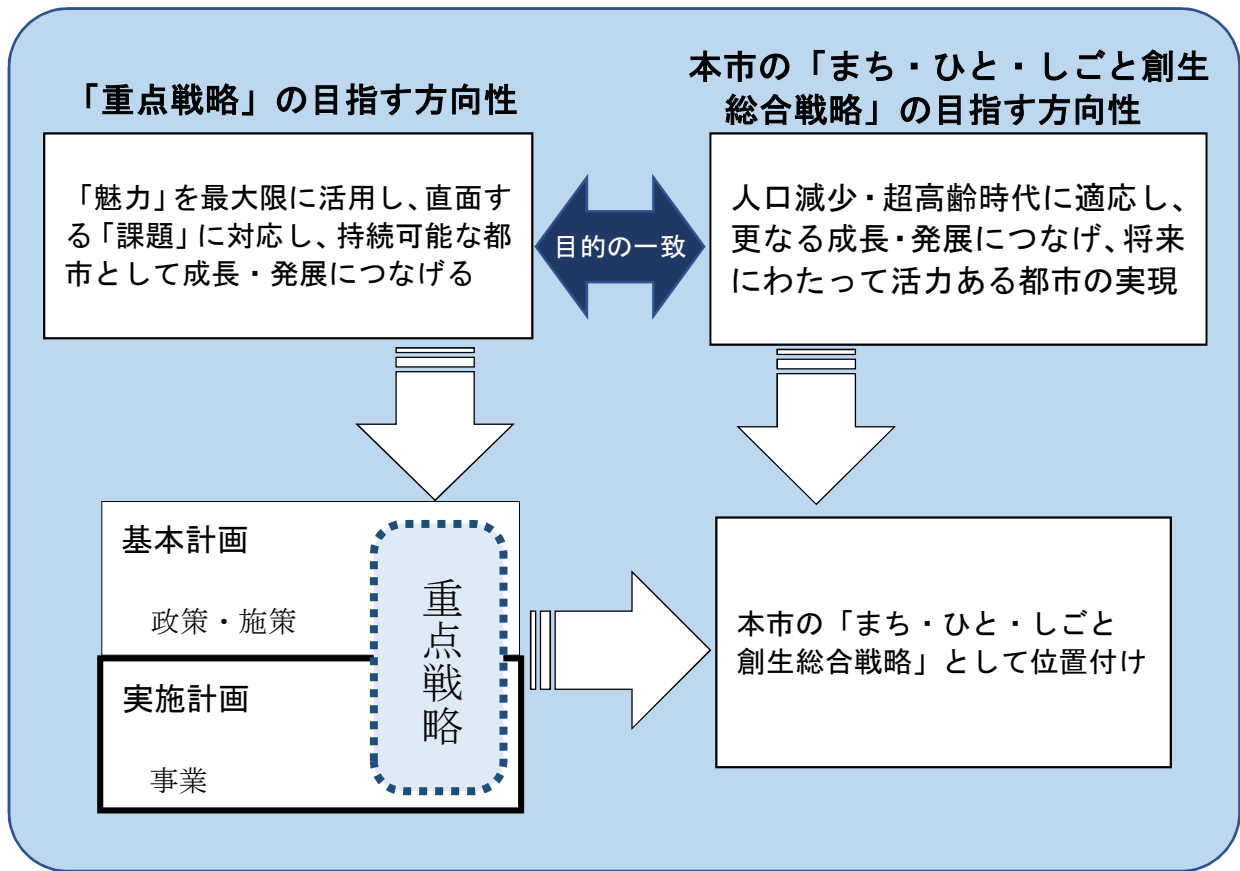 「重点戦略」の目指す方向性
本市の「まち・ひと・しごと創生
総合戦略」の目指す方向性
「魅力」を最大限に活用し、直面す
る「課題」に対応し、持続可能な都
市として成長・発展につなげる
目的の一致
人口減少・超高齢時代に適応し、
更なる成長・発展につなげ、将来
にわたって活力ある都市の実現
基本計画
政策・施策
実施計画
事業
重点戦略
本市の「まち・ひと・しごと
創生総合戦略」として位置付け